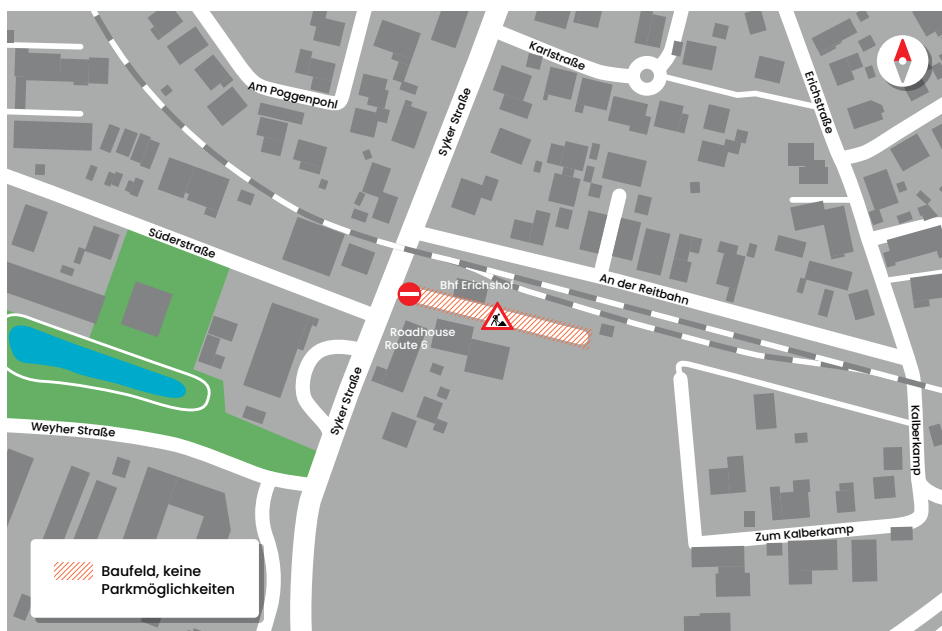 Karlstraße
Erichstraße
Am Poggenpohl
Syker Straße
Süderstraße
Bhf Erichshof
An der Reitbahn
Roadhouse
Route 6
Syker Straße
Weyher Straße
Kalberkamp
Zum Kalberkamp
Baufeld, keine
Parkmöglichkeiten